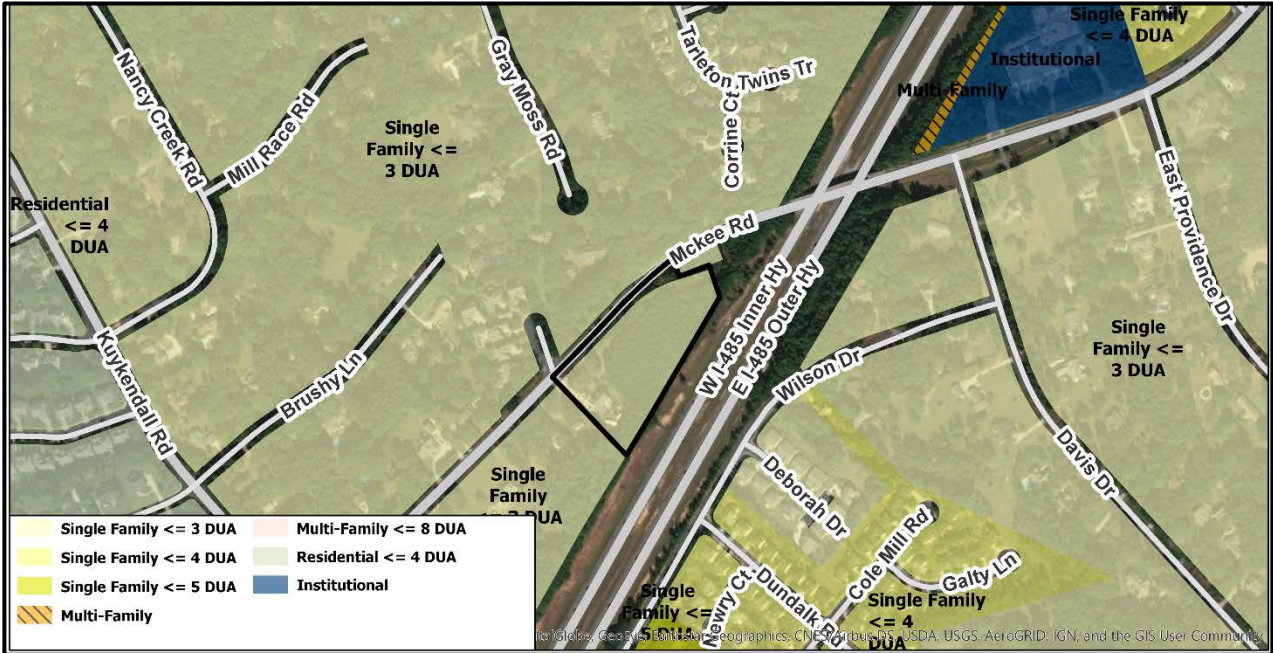 Single Family
<= 4
DUA
Institutional
Multi-Family
Nancy Creek Rd
Mill Race Rd
Gray Moss Rd
Tarleton Twins Tr
Corrine Ct
Single
Family <=
3 DUA
Residential
<= 4
DUA
Mckee Rd
East Providence Dr
W I-485 Inner Hy
E I-485 Outer Hy
Wilson Dr
Single
Family <=
3 DUA
Kuykendall Rd
Brushy Ln
Davis Dr
Deborah Dr
Single
Family
DUA
Cole Mill Rd
Galty Ln
Dundalk Rd
Newry Ct
Single
Family <=
5 DUA
Single Family
<= 4
DUA
Single Family <= 3 DUA
Single Family <= 4 DUA
Single Family <= 5 DUA
Multi-Family
Multi-Family <= 8 DUA
Residential <= 4 DUA
Institutional
GeoEye, Earthstar Geographics, CNES/Airbus DS, USDA, USGS, AeroGRID, IGN, and the GIS User Community